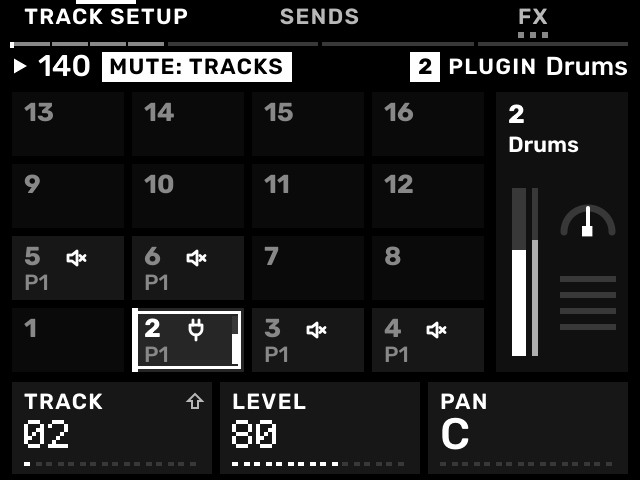 TRACK SETUP SENDS FX
140 MUTE: TRACKS 2 PLUGIN Drums
13 14 15 16
9 10 11 12
5 6 7 8
P1 P1
1 2 3 4
P1 P1 P1
2
Drums
TRACK LEVEL PAN
02 80 C